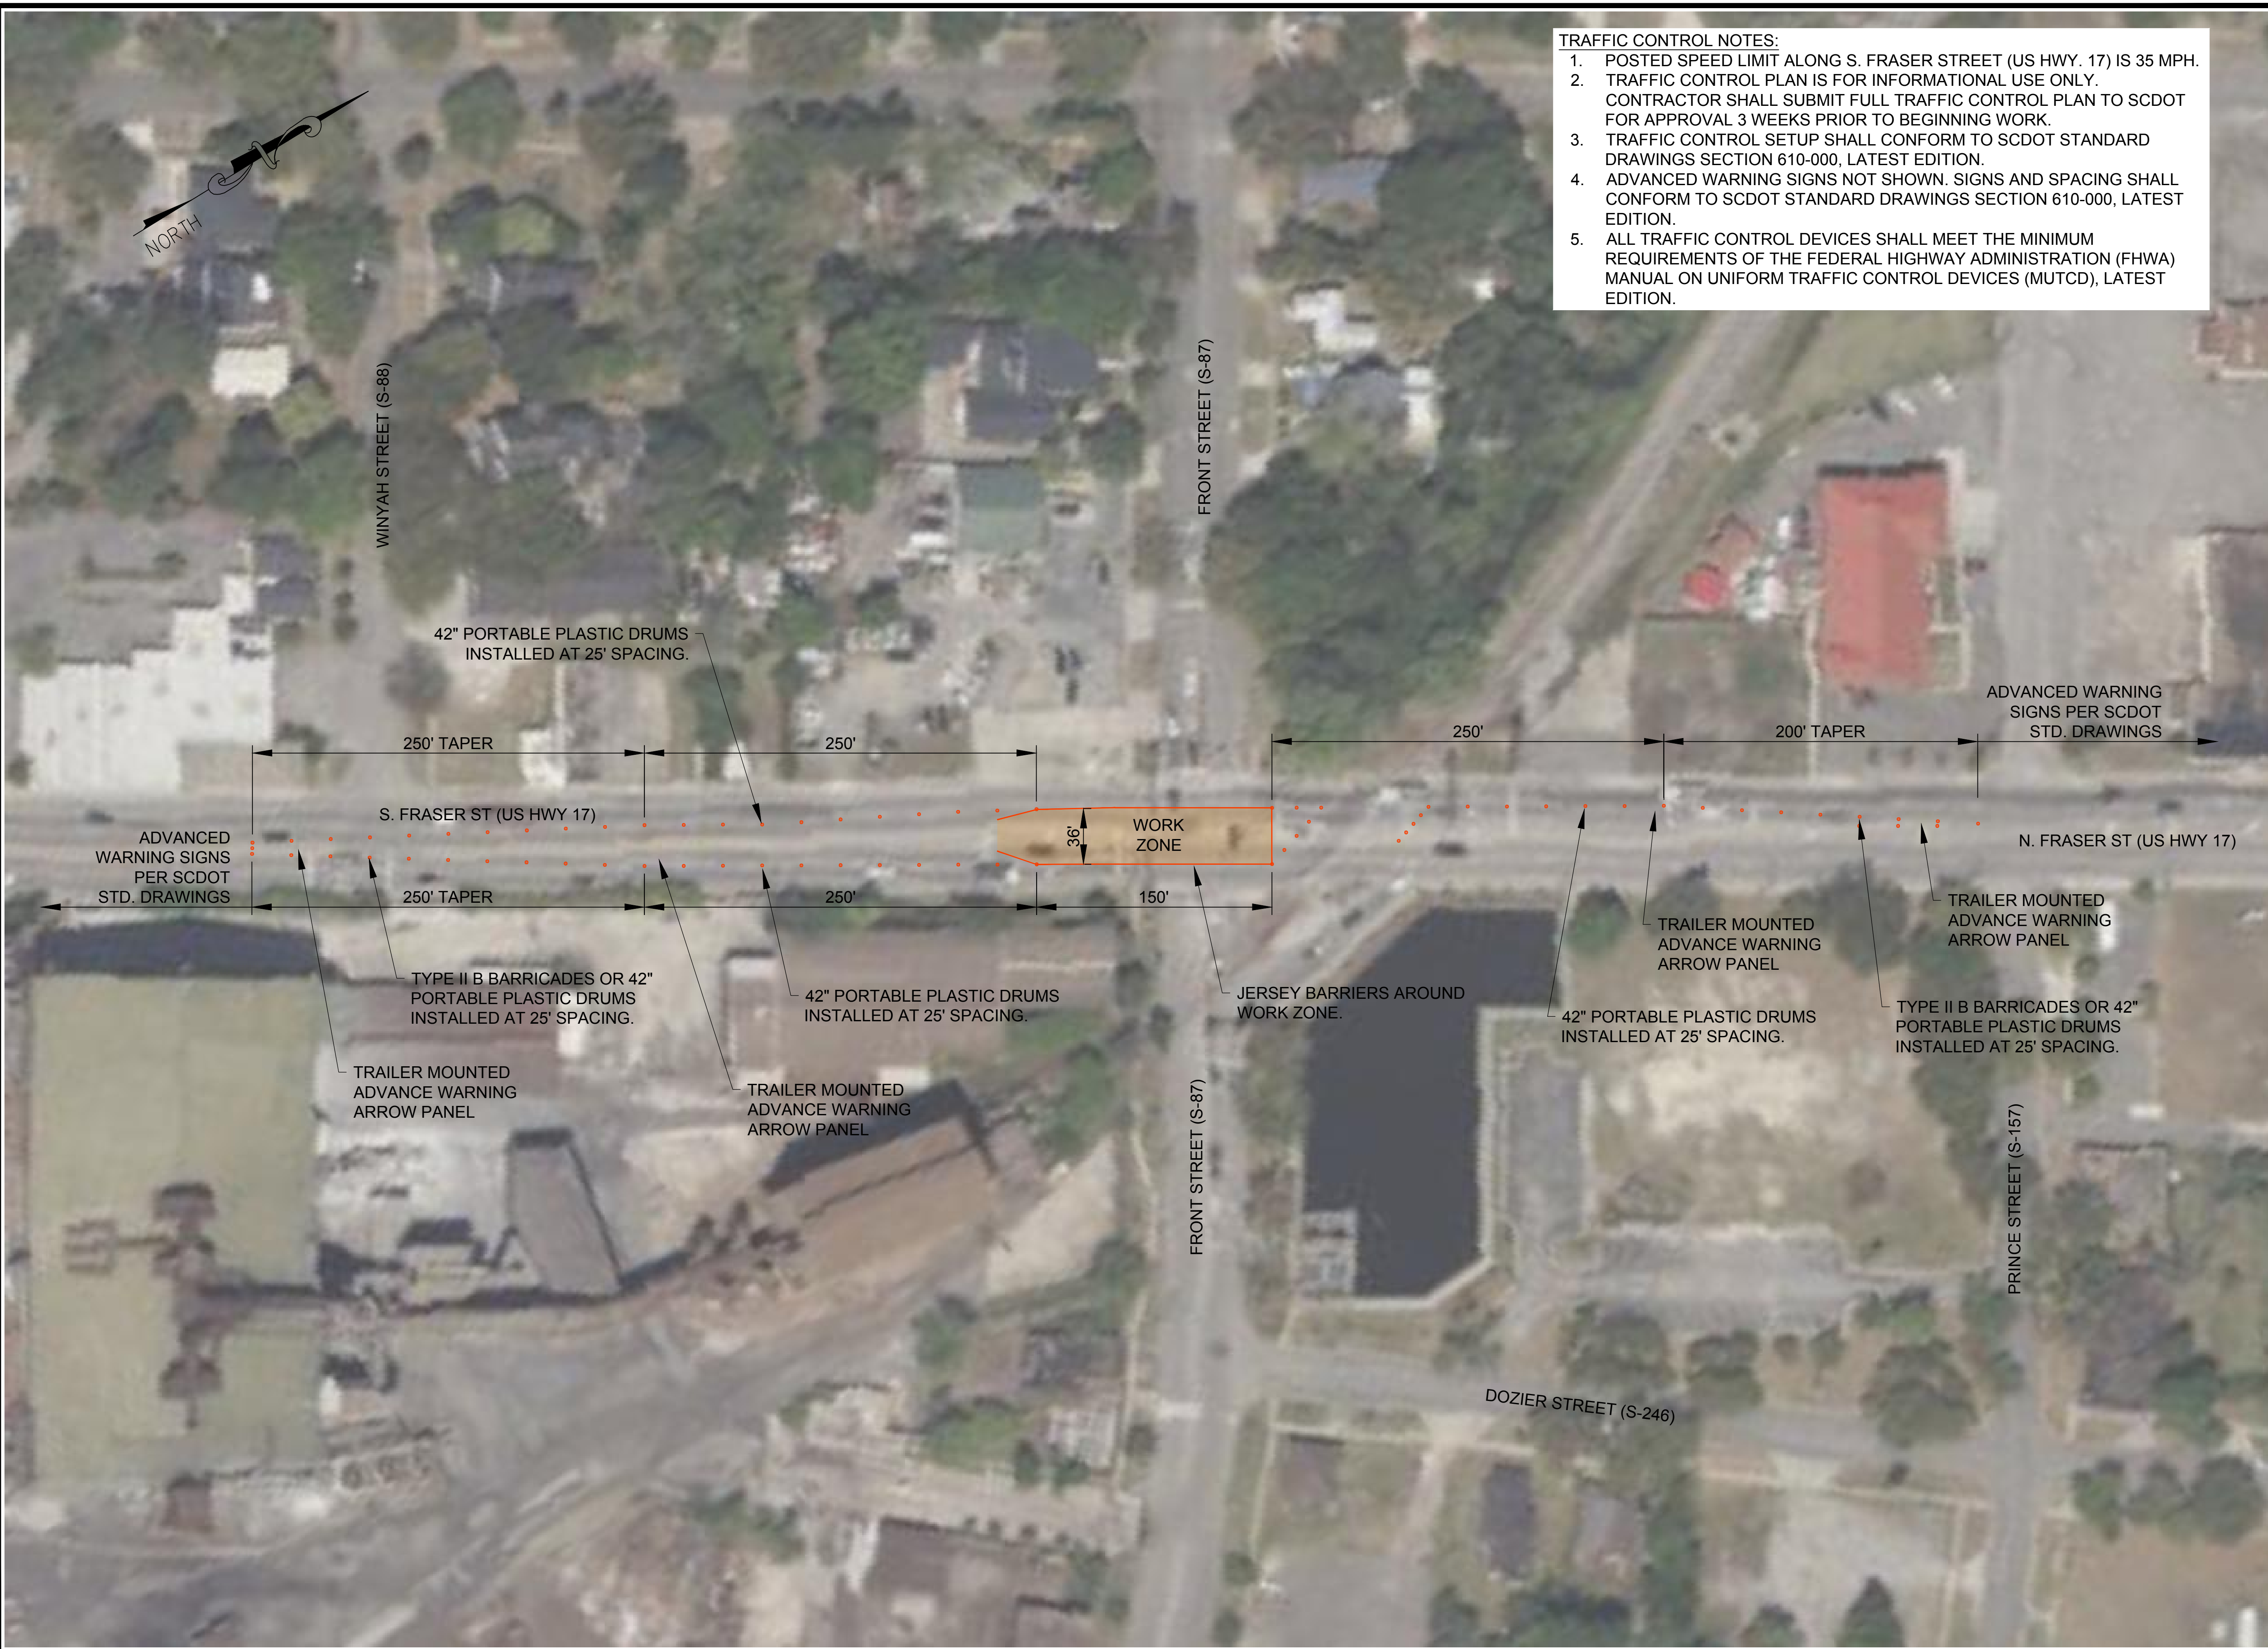 TRAFFIC CONTROL NOTES:
1. POSTED SPEED LIMIT ALONG S. FRASER STREET (US HWY. 17) IS 35 MPH.
2. TRAFFIC CONTROL PLAN IS FOR INFORMATIONAL USE ONLY.
CONTRACTOR SHALL SUBMIT FULL TRAFFIC CONTROL PLAN TO SCDOT
FOR APPROVAL 3 WEEKS PRIOR TO BEGINNING WORK.
3. TRAFFIC CONTROL SETUP SHALL CONFORM TO SCDOT STANDARD
DRAWINGS SECTION 610-000, LATEST EDITION.
4. ADVANCED WARNING SIGNS NOT SHOWN. SIGNS AND SPACING SHALL
CONFORM TO SCDOT STANDARD DRAWINGS SECTION 610-000, LATEST
EDITION.
5. ALL TRAFFIC CONTROL DEVICES SHALL MEET THE MINIMUM
REQUIREMENTS OF THE FEDERAL HIGHWAY ADMINISTRATION (FHWA)
MANUAL ON UNIFORM TRAFFIC CONTROL DEVICES (MUTCD), LATEST
EDITION.
NORTH
WINYAH STREET (S-88)
FRONT STREET (S-87)
42" PORTABLE PLASTIC DRUMS
INSTALLED AT 25' SPACING.
ADVANCED WARNING
SIGNS PER SCDOT
STD. DRAWINGS
250' TAPER
250'
250'
200' TAPER
S. FRASER ST (US HWY 17)
36'
WORK
ZONE
N. FRASER ST (US HWY 17)
ADVANCED
WARNING SIGNS
PER SCDOT
STD. DRAWINGS
250' TAPER
250'
150'
TYPE II B BARRICADES OR 42"
PORTABLE PLASTIC DRUMS
INSTALLED AT 25' SPACING.
42" PORTABLE PLASTIC DRUMS
INSTALLED AT 25' SPACING.
JERSEY BARRIERS AROUND
WORK ZONE.
TRAILER MOUNTED
ADVANCE WARNING
ARROW PANEL
TRAILER MOUNTED
ADVANCE WARNING
ARROW PANEL
42" PORTABLE PLASTIC DRUMS
INSTALLED AT 25' SPACING.
TYPE II B BARRICADES OR 42"
PORTABLE PLASTIC DRUMS
INSTALLED AT 25' SPACING.
TRAILER MOUNTED
ADVANCE WARNING
ARROW PANEL
TRAILER MOUNTED
ADVANCE WARNING
ARROW PANEL
FRONT STREET (S-87)
PRINCE STREET (S-157)
DOZIER STREET (S-246)